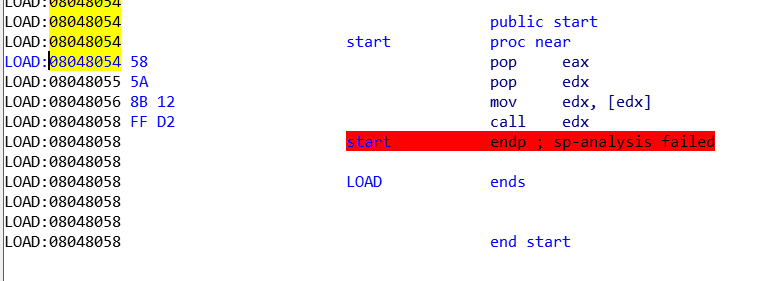 LOAD:08048054
LOAD:08048054 public start
LOAD:08048054 start proc near
LOAD:08048054 58 pop eax
LOAD:08048055 5A pop edx
LOAD:08048056 8B 12 mov edx, [edx]
LOAD:08048058 FF D2 call edx
LOAD:08048058 start endp ; sp-analysis failed
LOAD:08048058
LOAD:08048058 LOAD ends
LOAD:08048058
LOAD:08048058
LOAD:08048058 end start